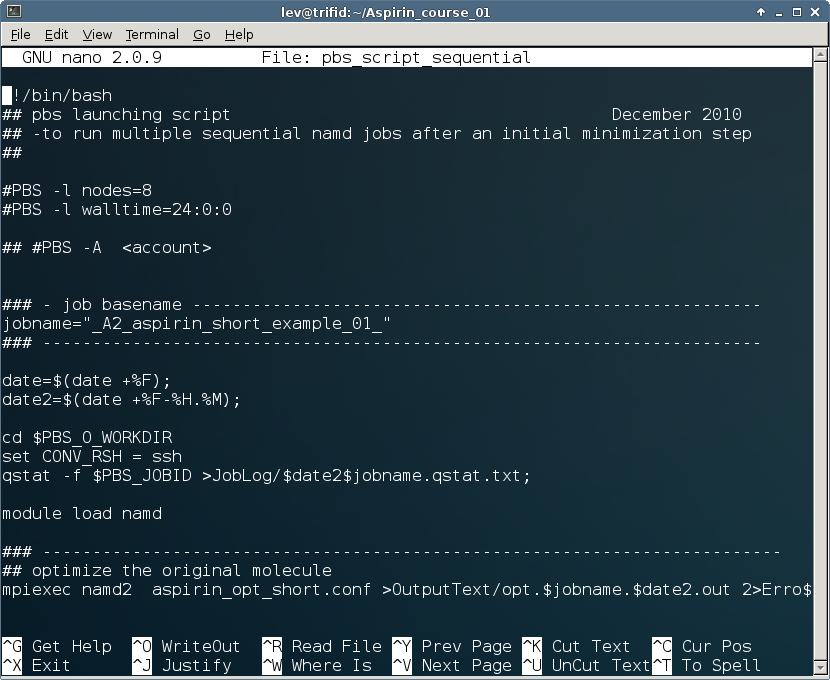 lev@trifid:~/Aspirin_course_01
File Edit View Terminal Go Help
GNU nano 2.0.9 File: pbs_script_sequential
!/bin/bash
## pbs launching script December 2010
## -to run multiple sequential namd jobs after an initial minimization step
##
#PBS -l nodes=8
#PBS -l walltime=24:0:0
## #PBS -A <account>
### - job basename ---------------------------------------------------------
jobname="_A2_aspirin_short_example_01_"
### ------------------------------------------------------------------------
date=$(date +%F);
date2=$(date +%F-%H.%M);
cd $PBS_O_WORKDIR
set CONV_RSH = ssh
qstat -f $PBS_JOBID >JobLog/$date2$jobname.qstat.txt;
module load namd
### --------------------------------------------------------------------------
## optimize the original molecule
mpiexec namd2 aspirin_opt_short.conf >OutputText/opt.$jobname.$date2.out 2>Erro$
^G Get Help ^O WriteOut ^R Read File ^Y Prev Page ^K Cut Text ^C Cur Pos
^X Exit ^J Justify ^W Where Is ^V Next Page ^U UnCut Text ^T To Spell